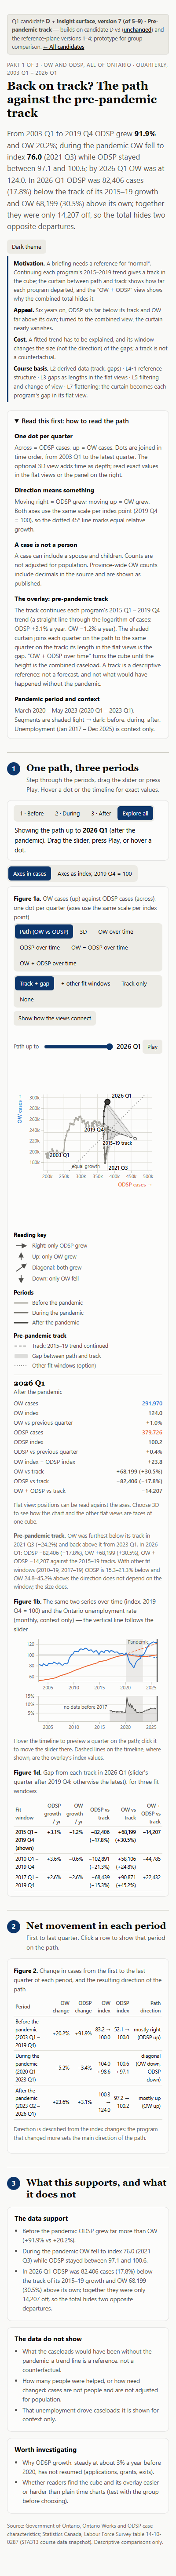 Q1 candidate D + insight surface, version 7 (of 5–8) · Pre-
pandemic track — builds on candidate D v3 (unchanged) and
the reference-plane versions 1–4; prototype for group
comparison. ← All candidates
PART 1 OF 3 · OW AND ODSP, ALL OF ONTARIO · QUARTERLY,
2003 Q1 – 2026 Q1
Back on track? The path
against the pre-pandemic
track
From 2003 Q1 to 2019 Q4 ODSP grew 91.9%
and OW 20.2%; during the pandemic OW fell to
index 76.0 (2021 Q3) while ODSP stayed
between 97.1 and 100.6; by 2026 Q1 OW was at
124.0. In 2026 Q1 ODSP was 82,406 cases
(17.8%) below the track of its 2015–19 growth
and OW 68,199 (30.5%) above its own; together
they were only 14,207 off, so the total hides two
opposite departures.
Dark theme
Motivation. A briefing needs a reference for "normal".
Continuing each program's 2015–2019 trend gives a track in
the cube; the curtain between path and track shows how far
each program departed, and the "OW + ODSP" view shows
why the combined total hides it.
Appeal. Six years on, ODSP sits far below its track and OW
far above its own; turned to the combined view, the curtain
nearly vanishes.
Cost. A fitted trend has to be explained, and its window
changes the size (not the direction) of the gaps; a track is not
a counterfactual.
Course basis. L2 derived data (track, gaps) · L4-1 reference
structure · L3 gaps as lengths in the flat views · L5 filtering
and change of view · L7 flattening: the curtain becomes each
program's gap in its flat view.
▼ Read this first: how to read the path
One dot per quarter
Across = ODSP cases, up = OW cases. Dots are joined in
time order, from 2003 Q1 to the latest quarter. The
optional 3D view adds time as depth; read exact values
in the flat views or the panel on the right.
Direction means something
Moving right = ODSP grew; moving up = OW grew.
Both axes use the same scale per index point (2019 Q4
= 100), so the dotted 45° line marks equal relative
growth.
A case is not a person
A case can include a spouse and children. Counts are
not adjusted for population. Province-wide OW counts
include decimals in the source and are shown as
published.
The overlay: pre-pandemic track
The track continues each program's 2015 Q1 – 2019 Q4
trend (a straight line through the logarithm of cases:
ODSP +3.1% a year, OW −1.2% a year). The shaded
curtain joins each quarter on the path to the same
quarter on the track; its length in the flat views is the
gap. "OW + ODSP over time" turns the cube until the
height is the combined caseload. A track is a descriptive
reference: not a forecast, and not what would have
happened without the pandemic.
Pandemic period and context
March 2020 – May 2023 (2020 Q1 – 2023 Q1).
Segments are shaded light → dark: before, during, after.
Unemployment (Jan 2017 – Dec 2025) is context only.
1 One path, three periods
Step through the periods, drag the slider or press
Play. Hover a dot or the timeline for exact values.
1 · Before
2 · During
3 · After
Explore all
Showing the path up to 2026 Q1 (after the
pandemic). Drag the slider, press Play, or hover a
dot.
Axes in cases
Axes as index, 2019 Q4 = 100
Figure 1a. OW cases (up) against ODSP cases (across),
one dot per quarter (axes use the same scale per index
point)
Path (OW vs ODSP)
3D
OW over time
ODSP over time
OW − ODSP over time
OW + ODSP over time
Track + gap
+ other fit windows
Track only
None
Show how the views connect
Path up to
2026 Q1
Play
OW cases →
300k
280k
260k
240k
220k
200k
180k
2026 Q1
2019 Q4
2015–19 track
2003 Q1
equal growth
2021 Q3
200k 250k 300k 350k 400k 450k 500k
ODSP cases →
Reading key
Right: only ODSP grew
Up: only OW grew
Diagonal: both grew
Down: only OW fell
Periods
Before the pandemic
During the pandemic
After the pandemic
Pre-pandemic track
Track: 2015–19 trend continued
Gap between path and track
Other fit windows (option)
2026 Q1
After the pandemic
OW cases 291,970
OW index 124.0
OW vs previous quarter +1.0%
ODSP cases 379,726
ODSP index 100.2
ODSP vs previous quarter +0.4%
OW index − ODSP index +23.8
OW vs track +68,199 (+30.5%)
ODSP vs track −82,406 (−17.8%)
OW + ODSP vs track −14,207
Flat view positions can be read against the axes. Choose 3D
to see how this chart and the other flat views are faces of
one cube.
Pre-pandemic track. OW was furthest below its track in
2021 Q2 (−24.2%) and back above it from 2023 Q1. In 2026
Q1: ODSP −82,406 (−17.8%), OW +68,199 (+30.5%), OW +
ODSP −14,207 against the 2015–19 tracks. With other fit
windows (2010–19, 2017–19) ODSP is 15.3–21.3% below and
OW 24.8–45.2% above: the direction does not depend on the
window; the size does.
Figure 1b. The same two series over time (index, 2019
Q4 = 100) and the Ontario unemployment rate
(monthly, context only) — the vertical line follows the
slider
Pandemic
120
100
80
2005 2010 2015 2020 2025
15%
10%
5%
no data before 2017
2005 2010 2015 2020 2025
Hover the timeline to preview a quarter on the path; click it
to move the slider. Dashed lines on the timeline, where
shown, are the overlay's index values.
Figure 1d. Gap from each track in 2026 Q1 (slider's
quarter after 2019 Q4; otherwise the latest), for three fit
windows
Fit window | ODSP growth / yr | OW growth / yr | ODSP vs track | OW vs track | OW + ODSP vs track
2015 Q1 – 2019 Q4 (shown) +3.1% −1.2% −82,406 (−17.8%) +68,199 (+30.5%) −14,207
2010 Q1 – 2019 Q4 +3.6% −0.6% −102,891 (−21.3%) +58,106 (+24.8%) −44,785
2017 Q1 – 2019 Q4 +2.6% −2.6% −68,439 (−15.3%) +90,871 (+45.2%) +22,432
2 Net movement in each period
First to last quarter. Click a row to show that period
on the path.
Figure 2. Change in cases from the first to the last
quarter of each period, and the resulting direction of the
path
Period | OW change | ODSP change | OW index | ODSP index | Path direction
Before the pandemic (2003 Q1 – 2019 Q4) +20.2% +91.9% 83.2 → 100.0 52.1 → 100.0 mostly right (ODSP up)
During the pandemic (2020 Q1 – 2023 Q1) −5.2% −3.4% 104.0 → 98.6 100.6 → 97.1 diagonal (OW down, ODSP down)
After the pandemic (2023 Q2 – 2026 Q1) +23.6% +3.1% 100.3 → 124.0 97.2 → 100.2 mostly up (OW up)
Direction is described from the index changes: the program
that changed more sets the main direction of the path.
3 What this supports, and what
it does not
The data support
• Before the pandemic ODSP grew far more than OW
(+91.9% vs +20.2%).
• During the pandemic OW fell to index 76.0 (2021
Q3) while ODSP stayed between 97.1 and 100.6.
• In 2026 Q1 ODSP was 82,406 cases (17.8%) below
the track of its 2015–19 growth and OW 68,199
(30.5%) above its own; together they were only
14,207 off, so the total hides two opposite
departures.
The data do not show
• What the caseloads would have been without the
pandemic: a trend line is a reference, not a
counterfactual.
• How many people were helped, or how need
changed: cases are not people and are not adjusted
for population.
• That unemployment drove caseloads: it is shown for
context only.
Worth investigating
• Why ODSP growth, steady at about 3% a year before
2020, has not resumed (applications, grants, exits).
• Whether readers find the cube and its overlay easier
or harder than plain time charts (test with the group
before choosing).
Source: Government of Ontario, Ontario Works and ODSP case
characteristics; Statistics Canada, Labour Force Survey table 14-10-
0287 (STA313 course data snapshot). Descriptive comparisons only.